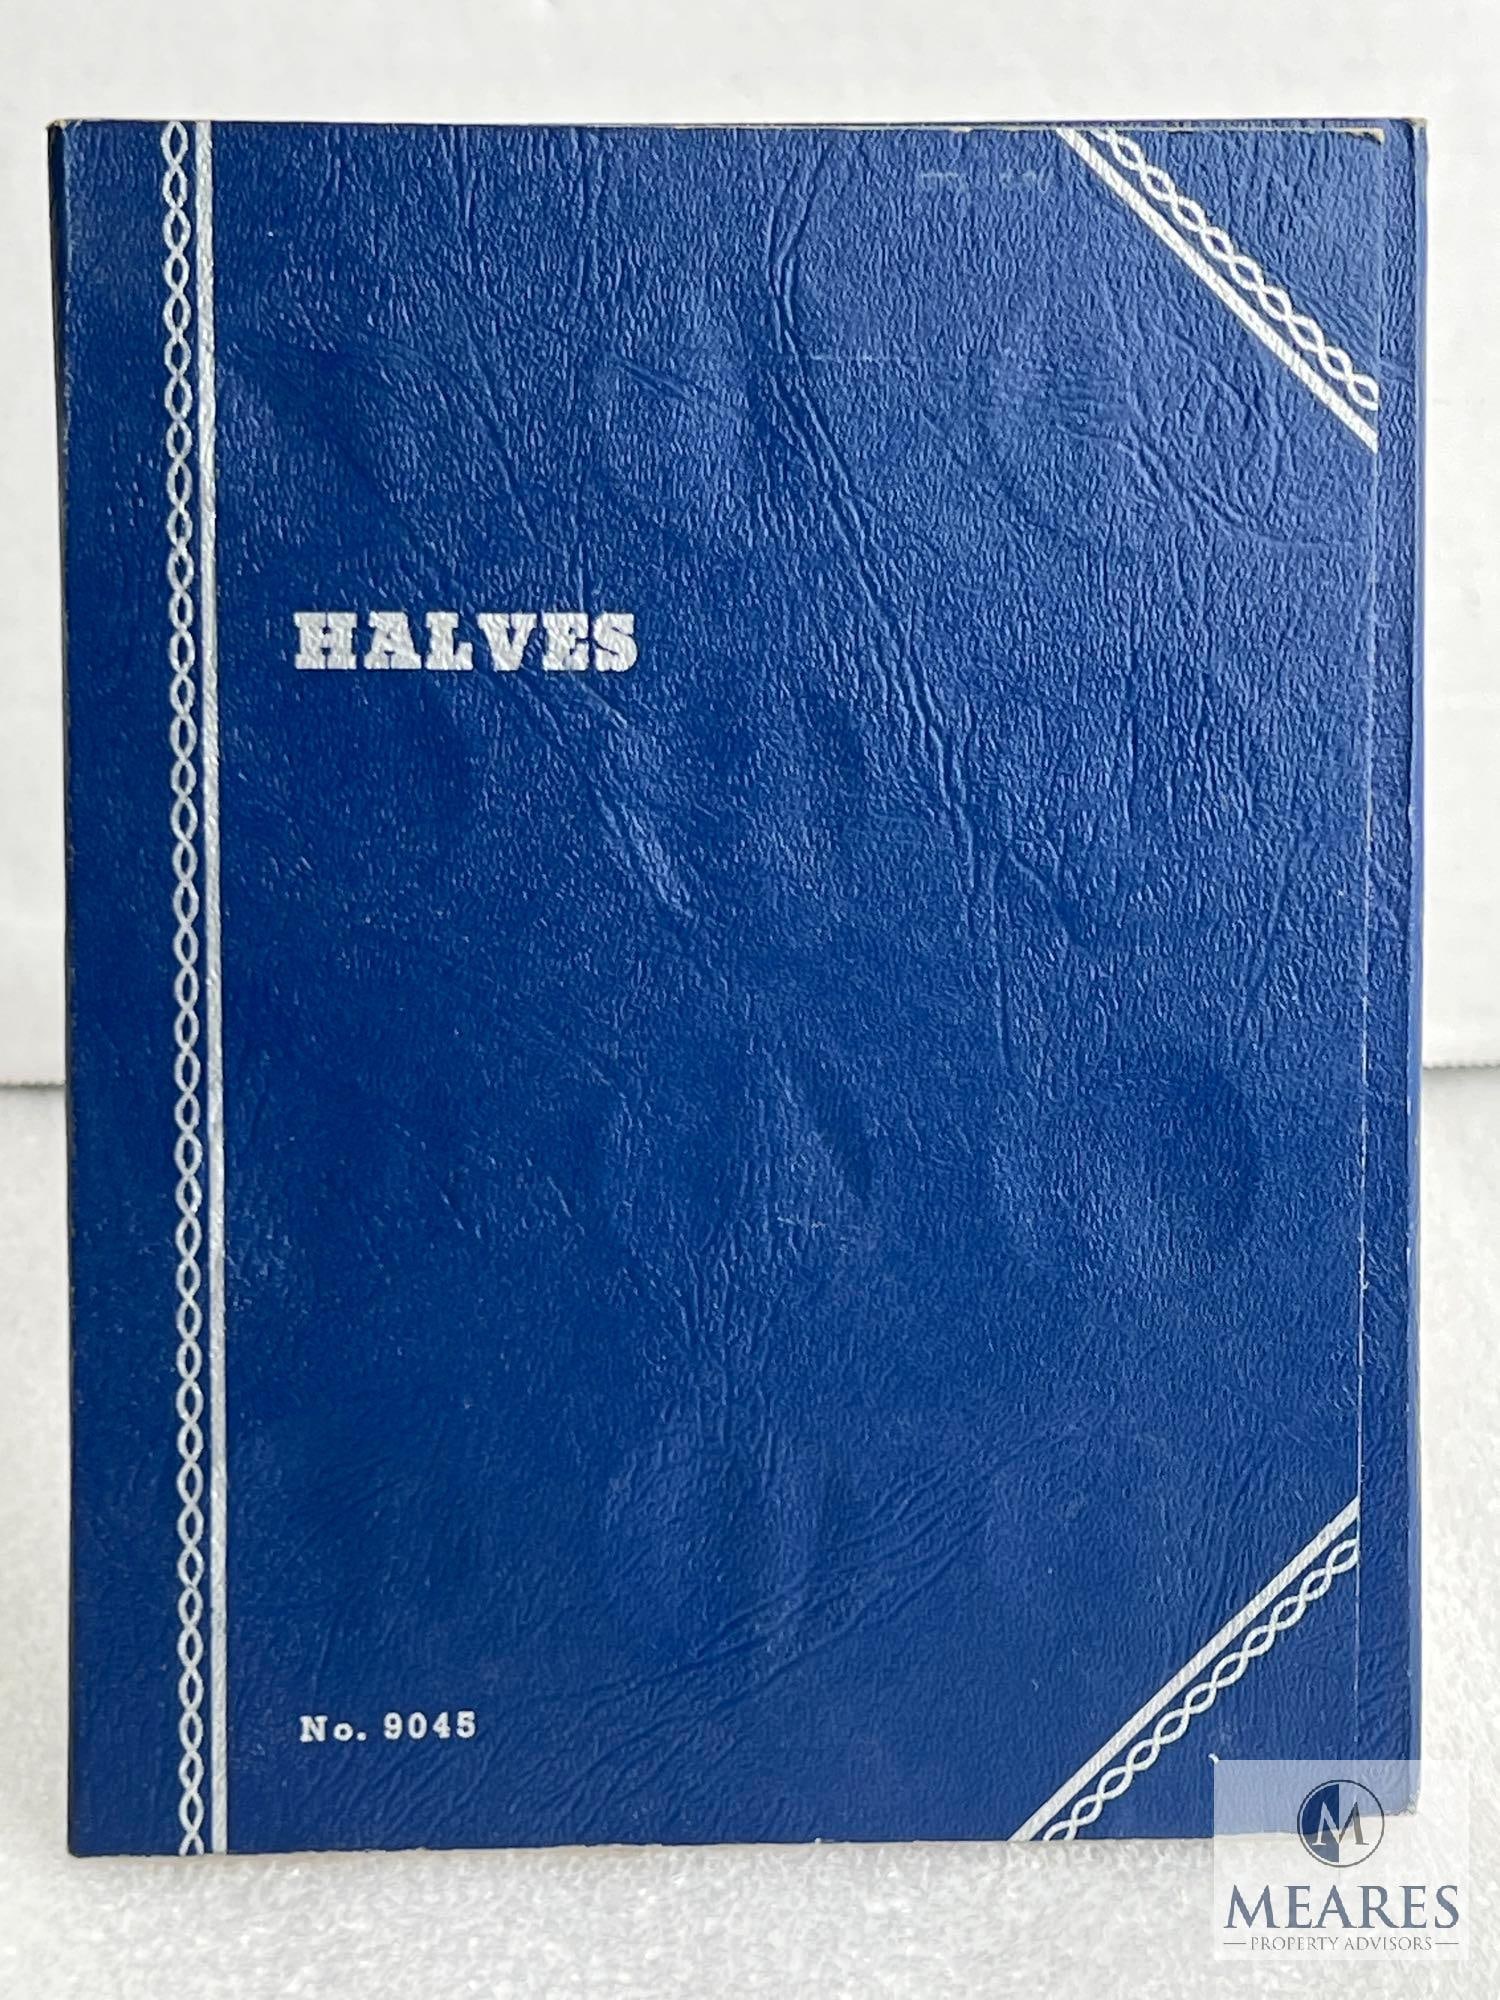 HALVES
No. 9045
M
MEARES
PROPERTY ADVISORS